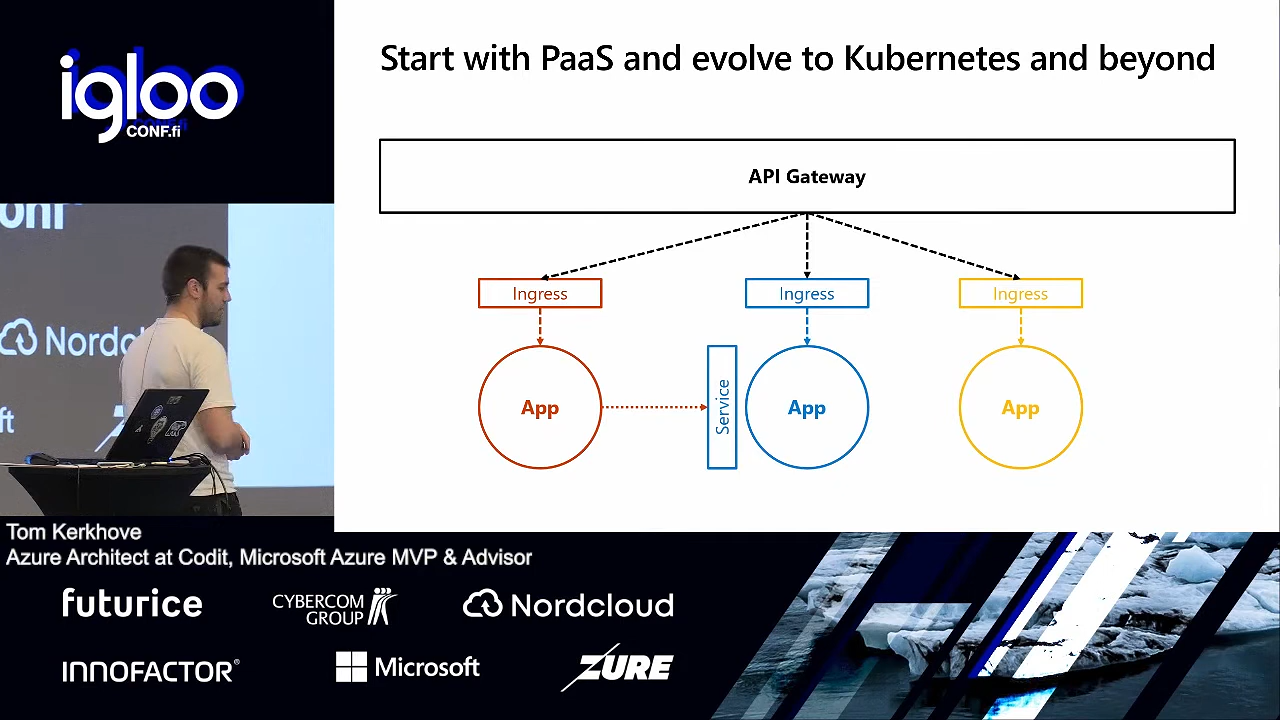 igloo
CONF.fi
Start with PaaS and evolve to Kubernetes and beyond
API Gateway
Ingress
Ingress
Ingress
App
Service
App
App
Tom Kerkhove
Azure Architect at Codit, Microsoft Azure MVP & Advisor
futurice
CYBERCOM
GROUP
Nordcloud
INNOFACTOR®
Microsoft
ZURE